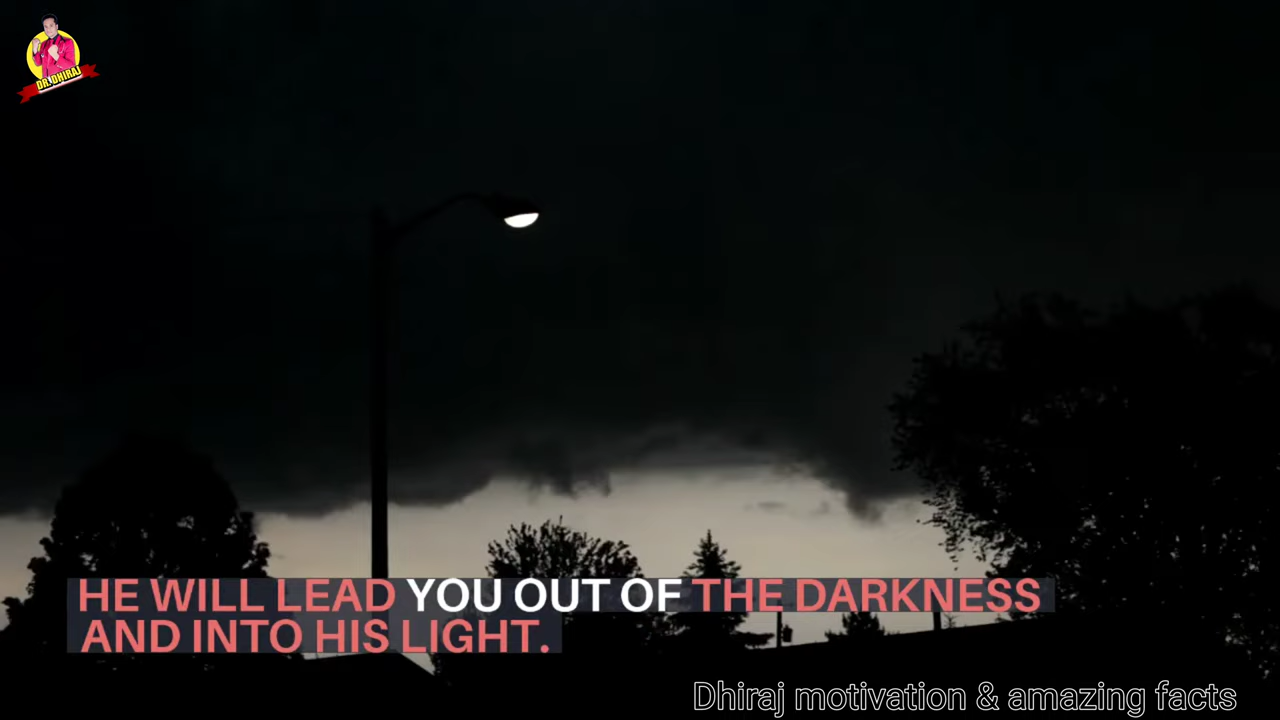 DR. DHIRAJ
HE WILL LEAD YOU OUT OF THE DARKNESS
AND INTO HIS LIGHT.
Dhiraj motivation & amazing facts